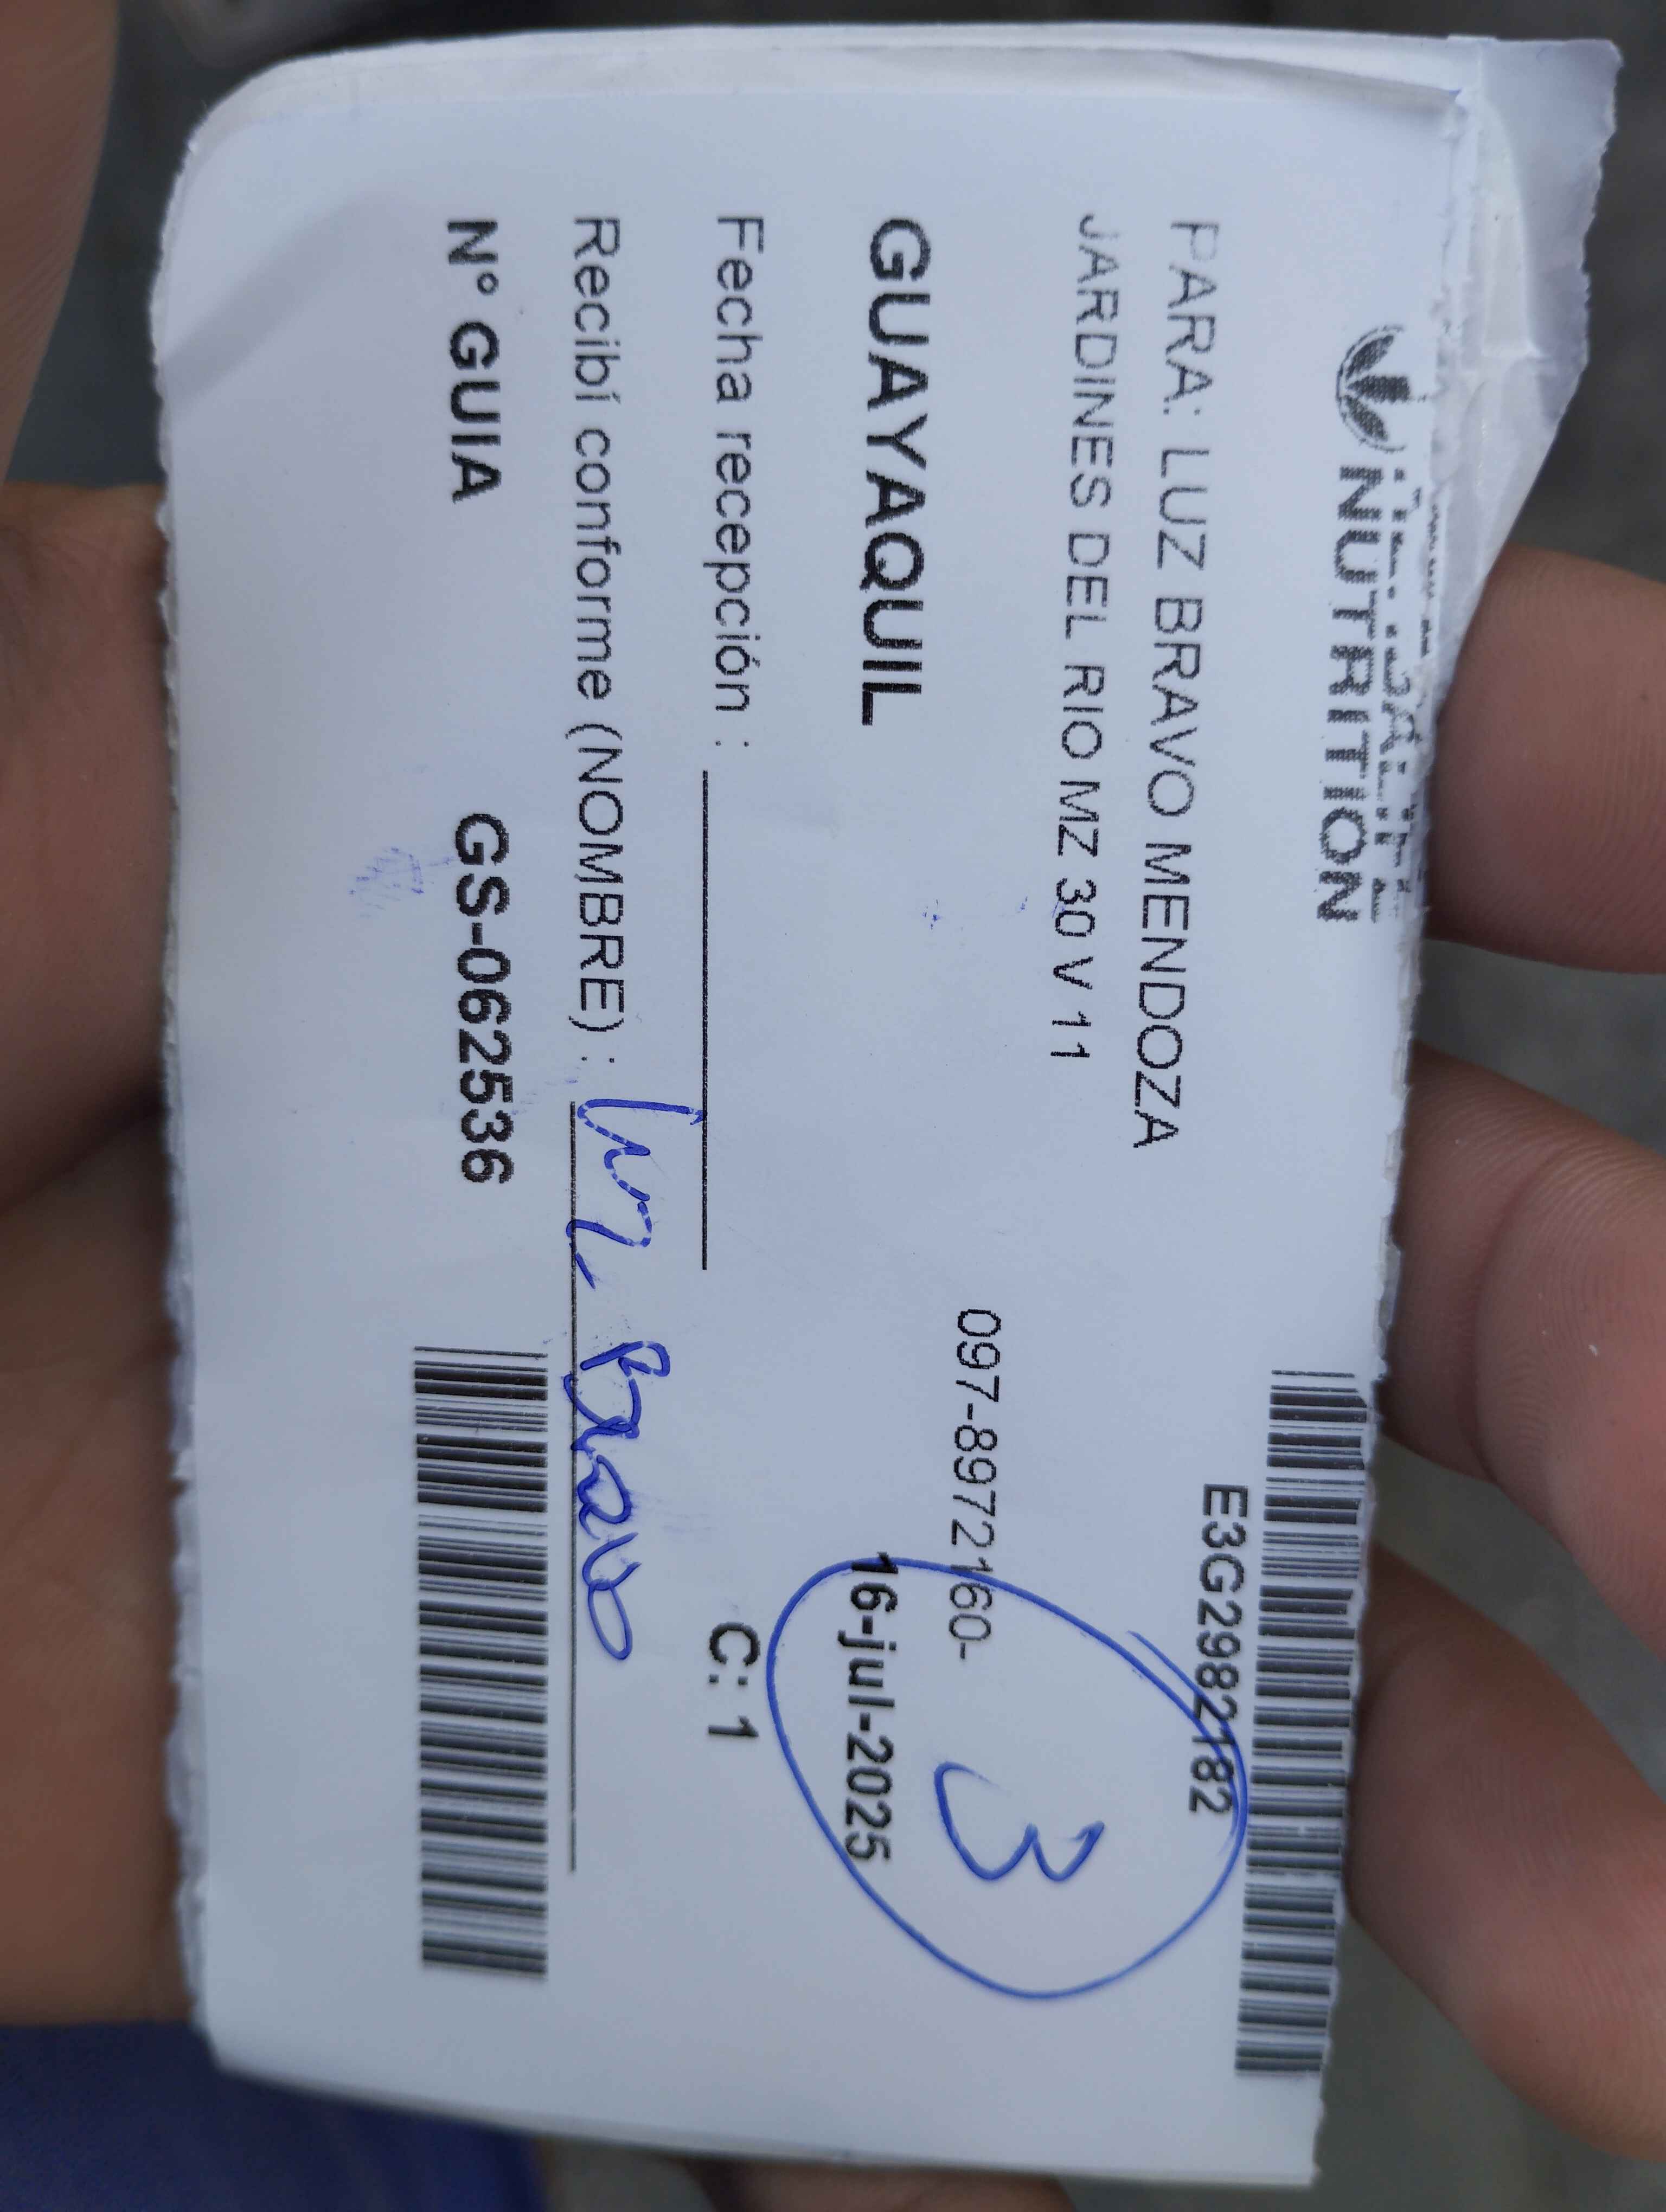 NUTRITION
E3G2982182
PARA: LUZ BRAVO MENDOZA
JARDINES DEL RIO MZ 30 V 11
097-8972160-
3
GUAYAQUIL
16-jul-2025
Fecha recepción :
C: 1
Recibí conforme (NOMBRE) : Luz Bravo
N° GUIA GS-062536